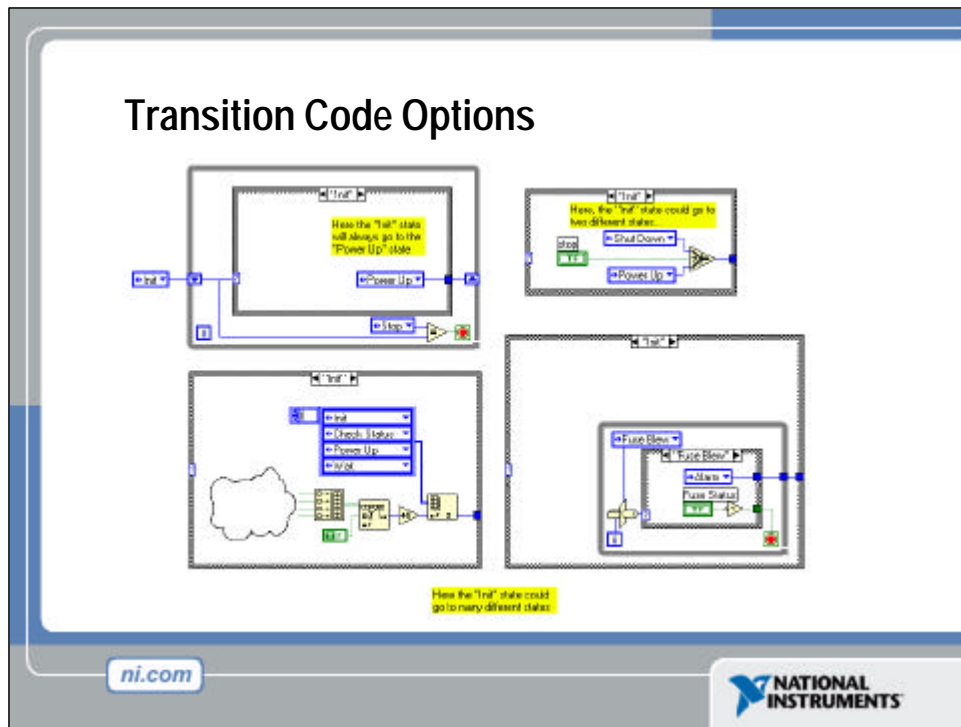 Transition Code Options
"Init"
Here the "Init" state
will always go to the
"Power Up" state
Init
Power Up
Stop
i
"Init"
Here, the "Init" state could go to
two different states.
Shut Down
stop
TF
Power Up
"Init"
Init
Check Status
Power Up
Wait
"Init"
Fuse Blew
"Fuse Blew"
Alarm
Fuse Status
TF
i
Here the "Init" state could
go to many different states
ni.com
NATIONAL
INSTRUMENTS